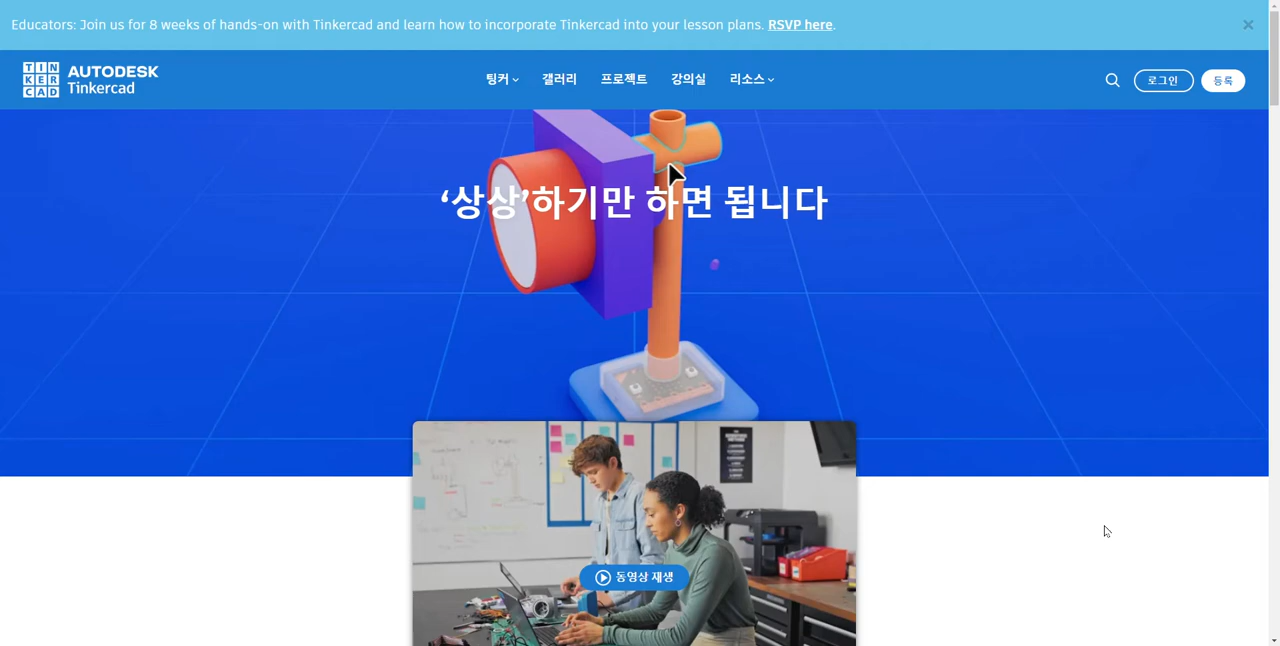 Educators: Join us for 8 weeks of hands-on with Tinkercad and learn how to incorporate Tinkercad into your lesson plans. RSVP here.
TIN
KER
CAD
AUTODESK
Tinkercad
팅커
갤러리
프로젝트
강의실
리소스
로그인
등록
‘상상’하기만 하면 됩니다
동영상 재생